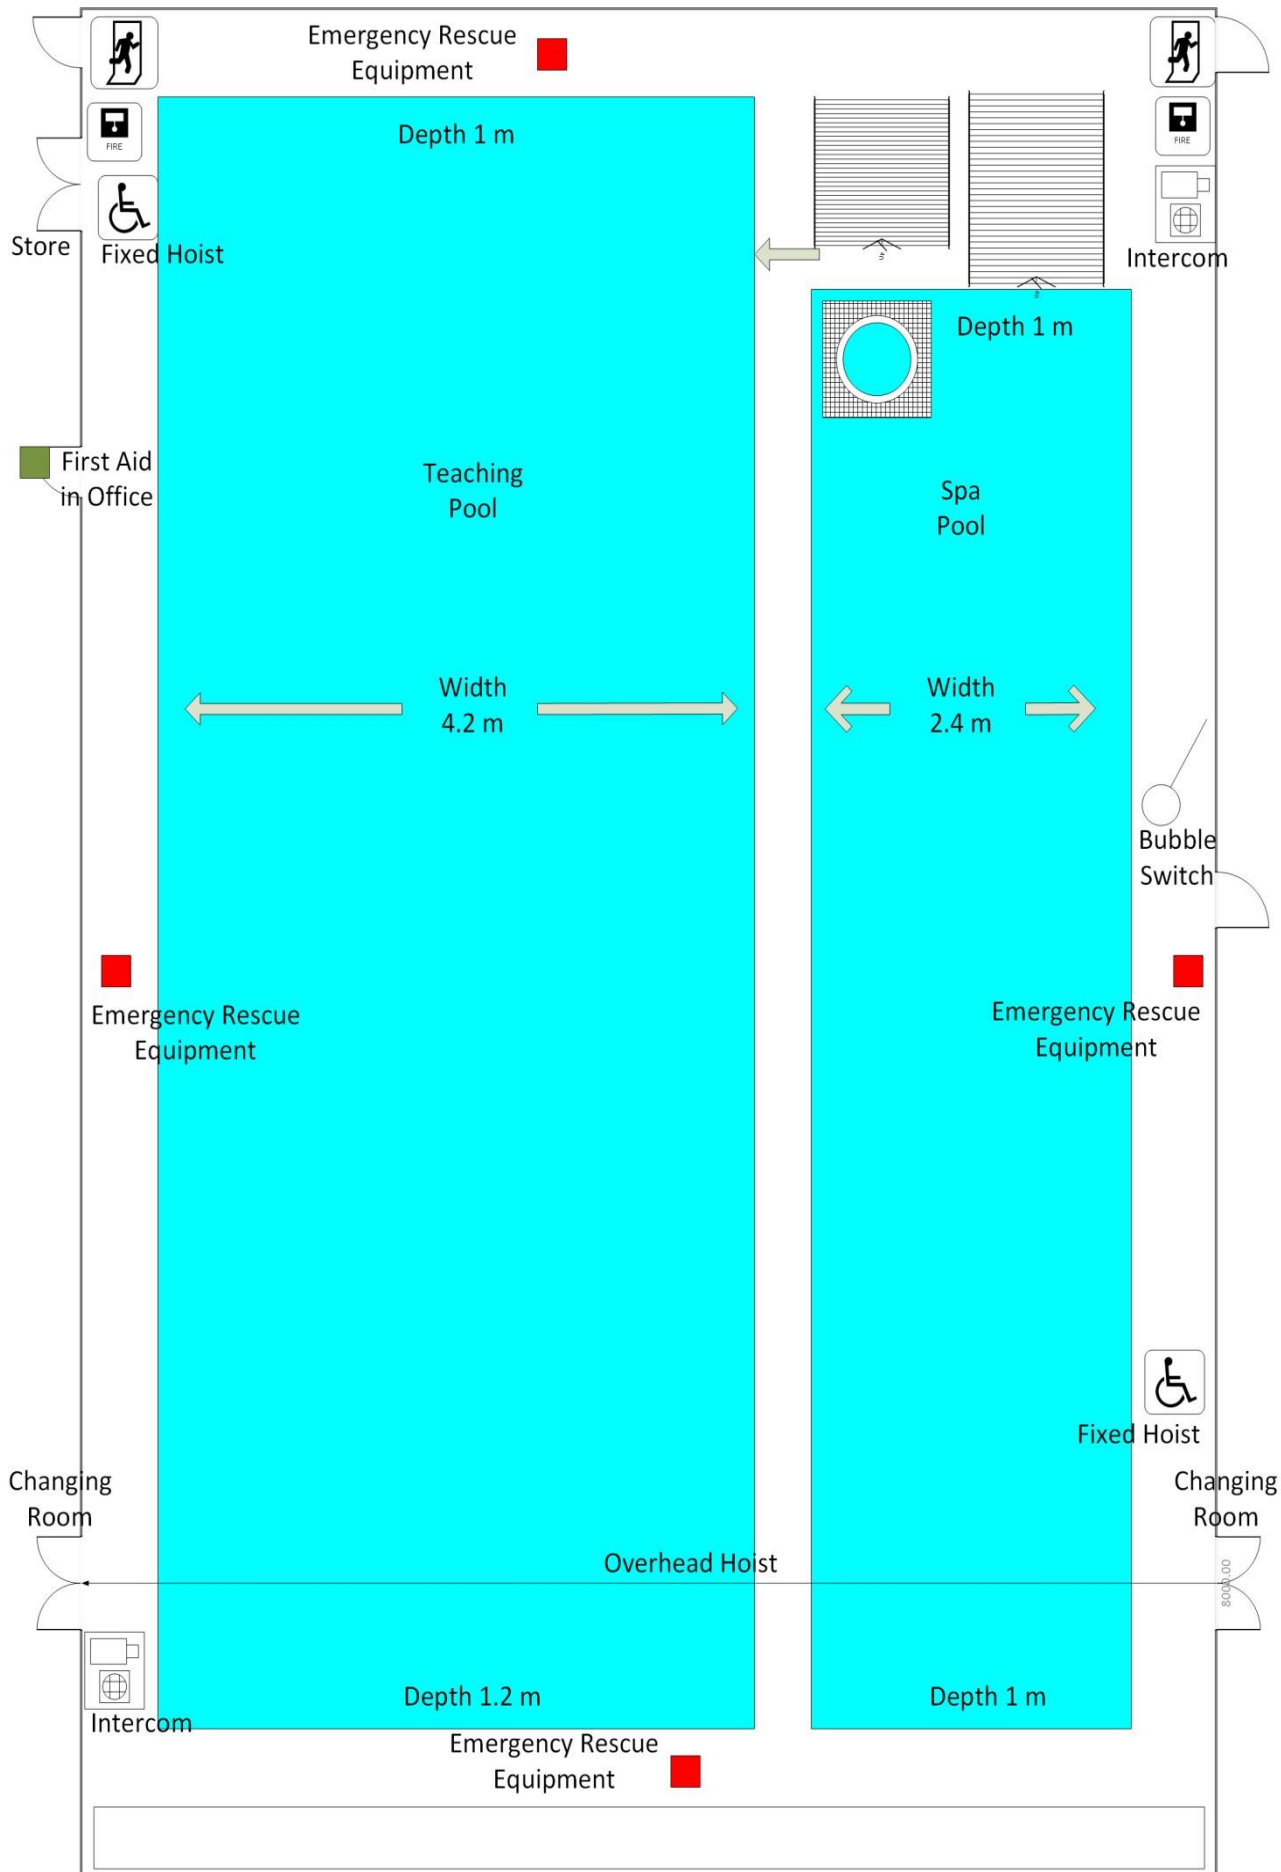 Emergency Rescue
Equipment
FIRE
FIRE
Depth 1 m
Store
Fixed Hoist
Intercom
Depth 1 m
First Aid
in Office
Teaching
Pool
Spa
Pool
Width
4.2 m
Width
2.4 m
Bubble
Switch
Emergency Rescue
Equipment
Emergency Rescue
Equipment
Fixed Hoist
Changing
Room
Changing
Room
Overhead Hoist
8000.00
Depth 1.2 m
Depth 1 m
Intercom
Emergency Rescue
Equipment